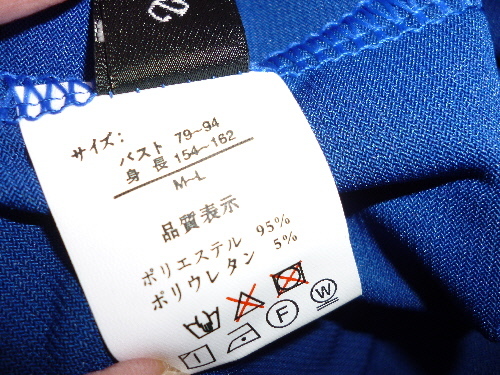 サイズ:
バスト 79~94
身長 154~162
M~L
品質表示
ポリエステル 95%
ポリウレタン 5%
F W